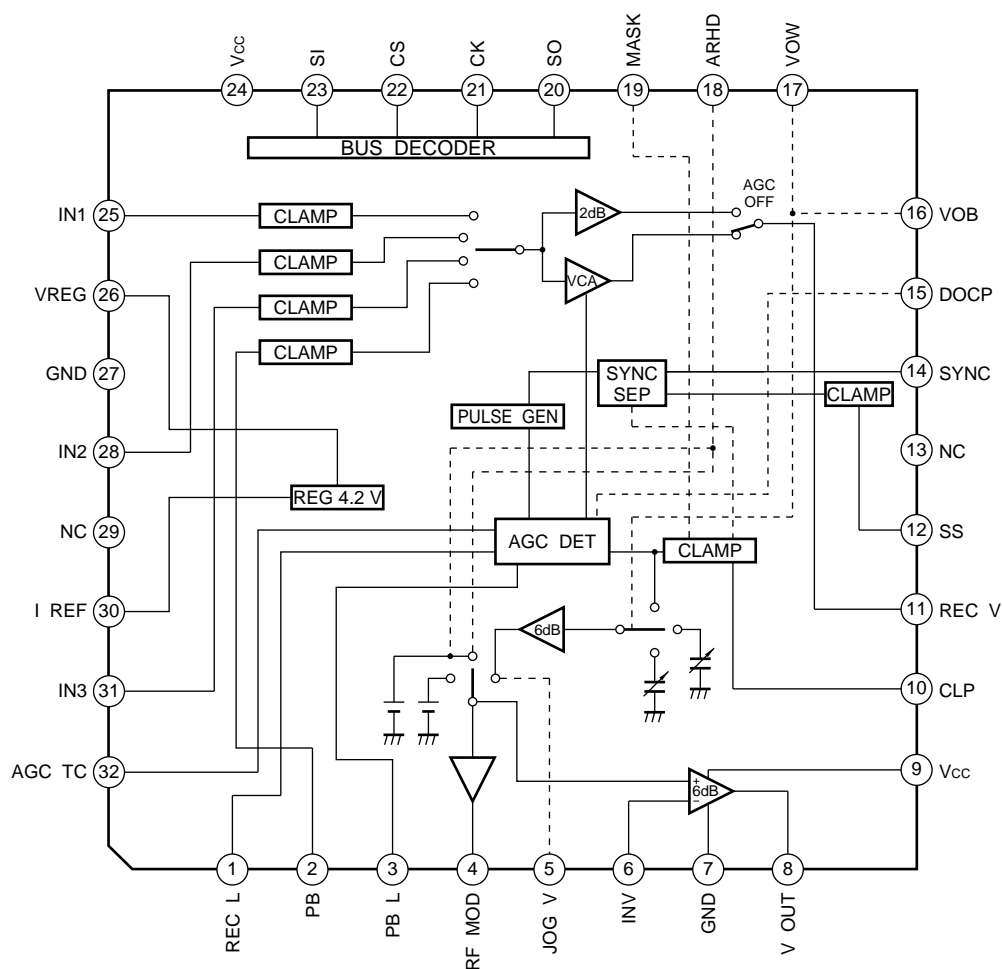 Vcc
SI
CS
CK
SO
MASK
ARHD
VOW
24
23
22
21
20
19
18
17
BUS DECODER
IN1
25
CLAMP
2dB
AGC
OFF
16
VOB
CLAMP
VCA
VREG
26
CLAMP
15
DOCP
GND
27
CLAMP
SYNC
SEP
14
SYNC
CLAMP
PULSE GEN
IN2
28
13
NC
REG 4.2 V
NC
29
AGC DET
CLAMP
12
SS
I REF
30
6dB
11
REC V
IN3
31
10
CLP
AGC TC
32
+
6dB
−
9
Vcc
1
2
3
4
5
6
7
8
REC L
PB
PB L
RF MOD
JOG V
INV
GND
V OUT